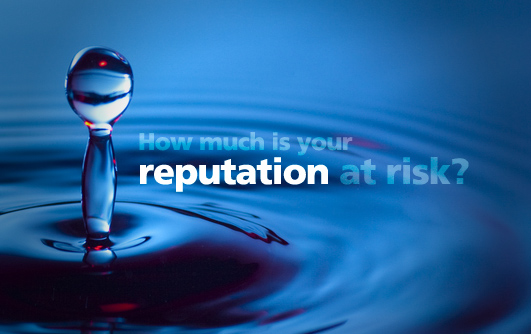 How much is your
reputation at risk?